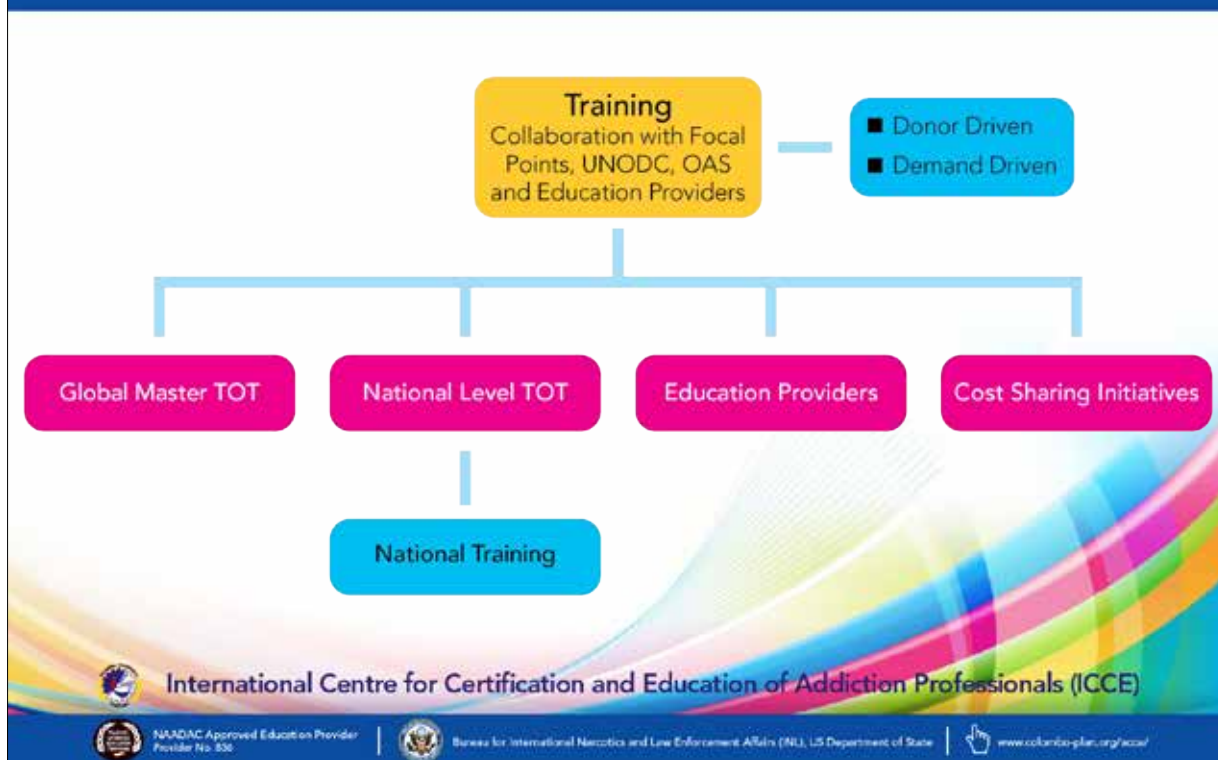 Training
Collaboration with Focal
Points, UNODC, OAS
and Education Providers
■ Donor Driven
■ Demand Driven
Global Master TOT
National Level TOT
Education Providers
Cost Sharing Initiatives
National Training
International Centre for Certification and Education of Addiction Professionals (ICCE)
NAADAC Approved Education Provider
Provider No. 836
Bureau for International Narcotics and Law Enforcement Affairs (INL), US Department of State
www.colombo-plan.org/icce/